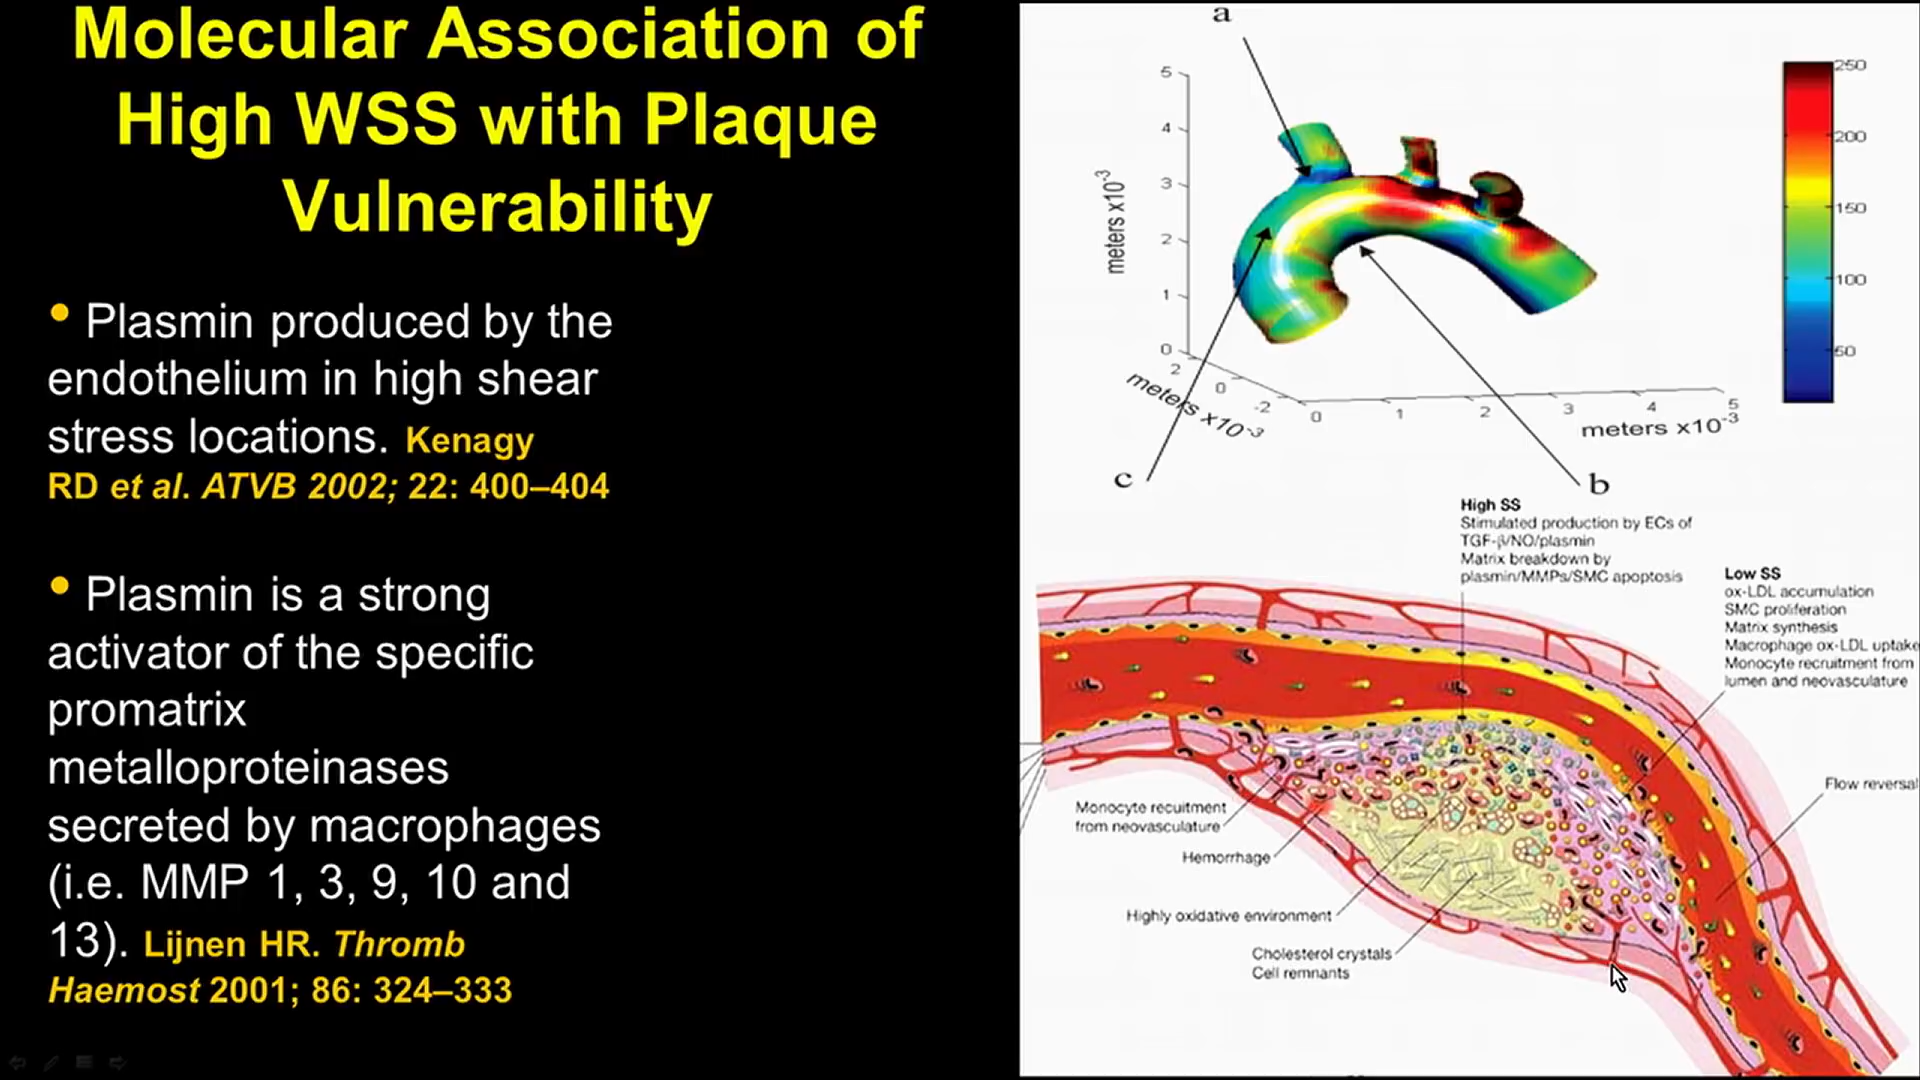 Molecular Association of
High WSS with Plaque
Vulnerability
• Plasmin produced by the
endothelium in high shear
stress locations. Kenagy
RD et al. ATVB 2002; 22: 400–404
• Plasmin is a strong
activator of the specific
promatrix
metalloproteinases
secreted by macrophages
(i.e. MMP 1, 3, 9, 10 and
13). Lijnen HR. Thromb
Haemost 2001; 86: 324–333
a
5
4
3
2
1
0
meters x10-3
2
0
-2
meters x10-3
0
1
2
3
4
5
meters x10-3
250
200
150
100
50
c
b
High SS
Stimulated production by ECs of
TGF-β/NO/plasmin
Matrix breakdown by
plasmin/MMPs/SMC apoptosis
Low SS
ox-LDL accumulation
SMC proliferation
Matrix synthesis
Macrophage ox-LDL uptake
Monocyte recruitment from
lumen and neovasculature
Flow reversal
Monocyte recuitment
from neovasculature
Hemorrhage
Highly oxidative environment
Cholesterol crystals
Cell remnants